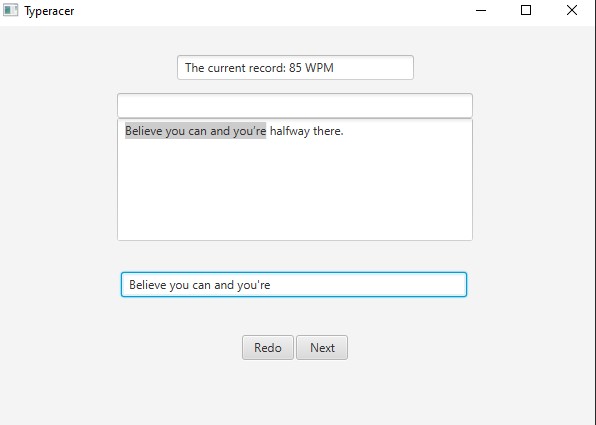 Typeracer
The current record: 85 WPM
Believe you can and you're halfway there.
Believe you can and you're
Redo Next